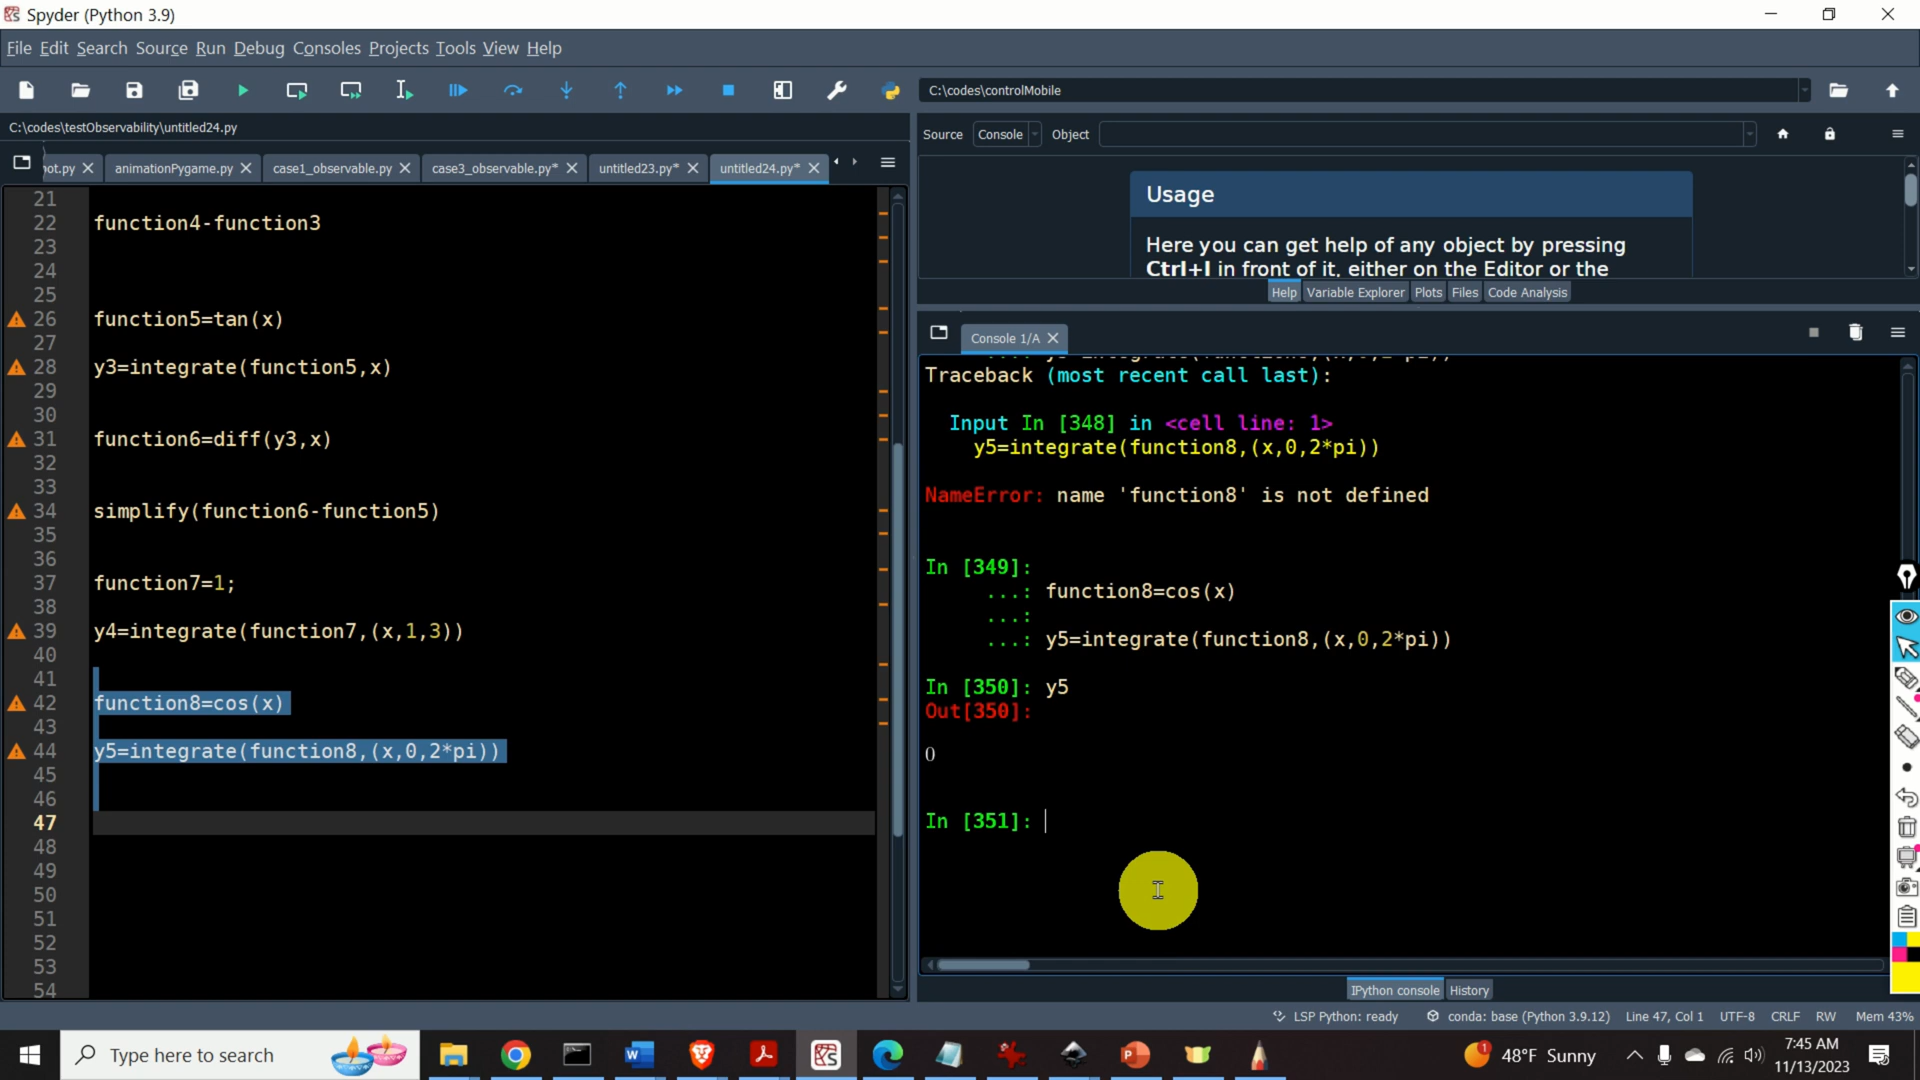 Spyder (Python 3.9)
File Edit Search Source Run Debug Consoles Projects Tools View Help
C:\codes\controlMobile
C:\codes\testObservability\untitled24.py
Source Console Object
animationPygame.py case1_observable.py case3_observable.py* untitled23.py* untitled24.py*
Usage
Here you can get help of any object by pressing
Ctrl+I in front of it, either on the Editor or the
Help Variable Explorer Plots Files Code Analysis
21
22 function4-function3
23
24
25
26 function5=tan(x)
27
28 y3=integrate(function5,x)
29
30
31 function6=diff(y3,x)
32
33
34 simplify(function6-function5)
35
36
37 function7=1;
38
39 y4=integrate(function7,(x,1,3))
40
41
42 function8=cos(x)
43
44 y5=integrate(function8,(x,0,2*pi))
45
46
47
48
49
50
51
52
53
54
Console 1/A
Traceback (most recent call last):
Input In [348] in <cell line: 1>
y5=integrate(function8,(x,0,2*pi))
NameError: name 'function8' is not defined
In [349]:
...: function8=cos(x)
...:
...: y5=integrate(function8,(x,0,2*pi))
In [350]: y5
Out[350]:
0
In [351]:
IPython console History
LSP Python: ready conda: base (Python 3.9.12) Line 47, Col 1 UTF-8 CRLF RW Mem 43%
Type here to search
1
48°F Sunny
7:45 AM
11/13/2023